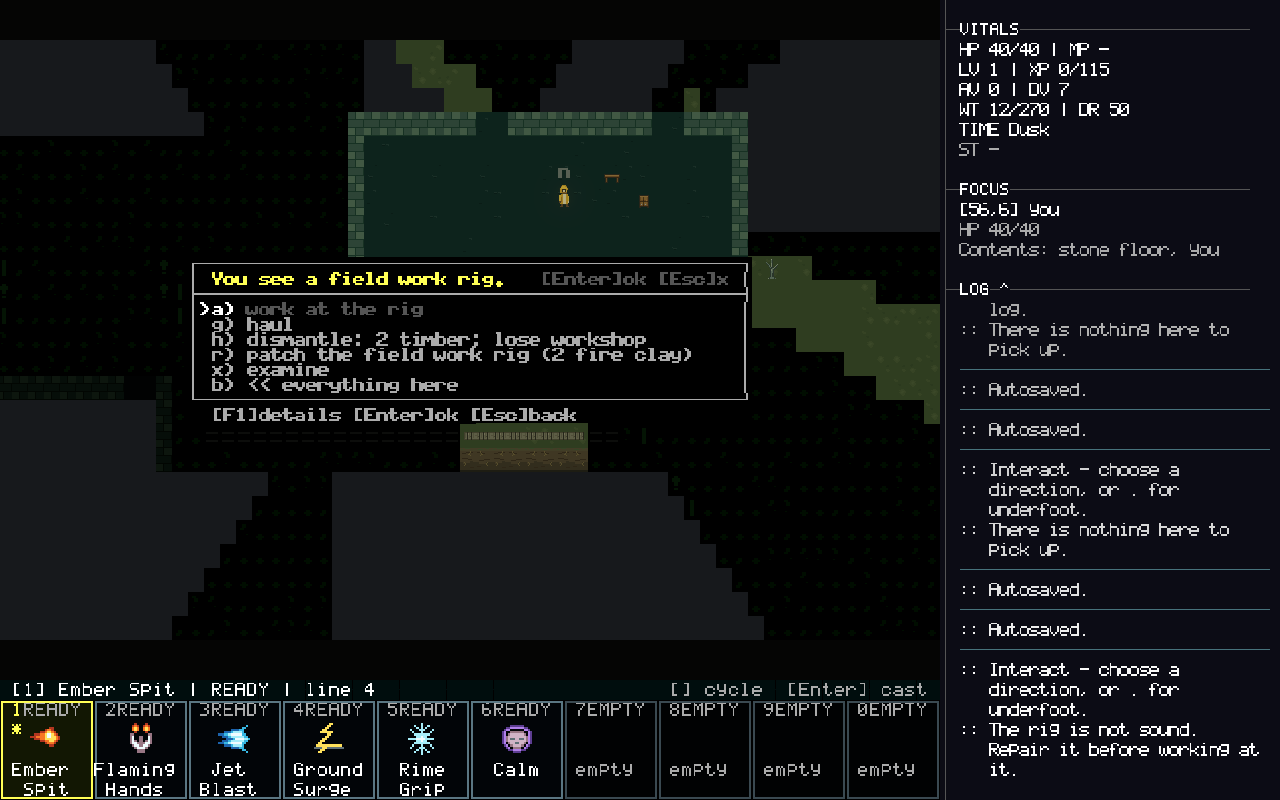 VITALS
HP 40/40 | MP -
LV 1 | XP 0/115
AV 0 | DV 7
WT 12/270 | DR 50
TIME Dusk
ST -
FOCUS
[56,6] You
HP 40/40
Contents: stone floor, You
LOG ^
log.
:: There is nothing here to
Pick up.
:: Autosaved.
:: Autosaved.
:: Interact - choose a
direction, or . for
underfoot.
:: There is nothing here to
Pick up.
:: Autosaved.
:: Autosaved.
:: Interact - choose a
direction, or . for
underfoot.
:: The rig is not sound.
Repair it before working at
it.
n
You see a field work rig. [Enter]ok [Esc]x
>a) work at the rig
g) haul
h) dismantle: 2 timber; lose workshop
r) patch the field work rig (2 fire clay)
x) examine
b) << everything here
[F1]details [Enter]ok [Esc]back
[1] Ember Spit | READY | line 4 [] cycle [Enter] cast
1READY 2READY 3READY 4READY 5READY 6READY 7EMPTY 8EMPTY 9EMPTY 0EMPTY
*
Ember Flaming Jet Ground Rime Calm empty empty empty empty
Spit Hands Blast Surge Grip